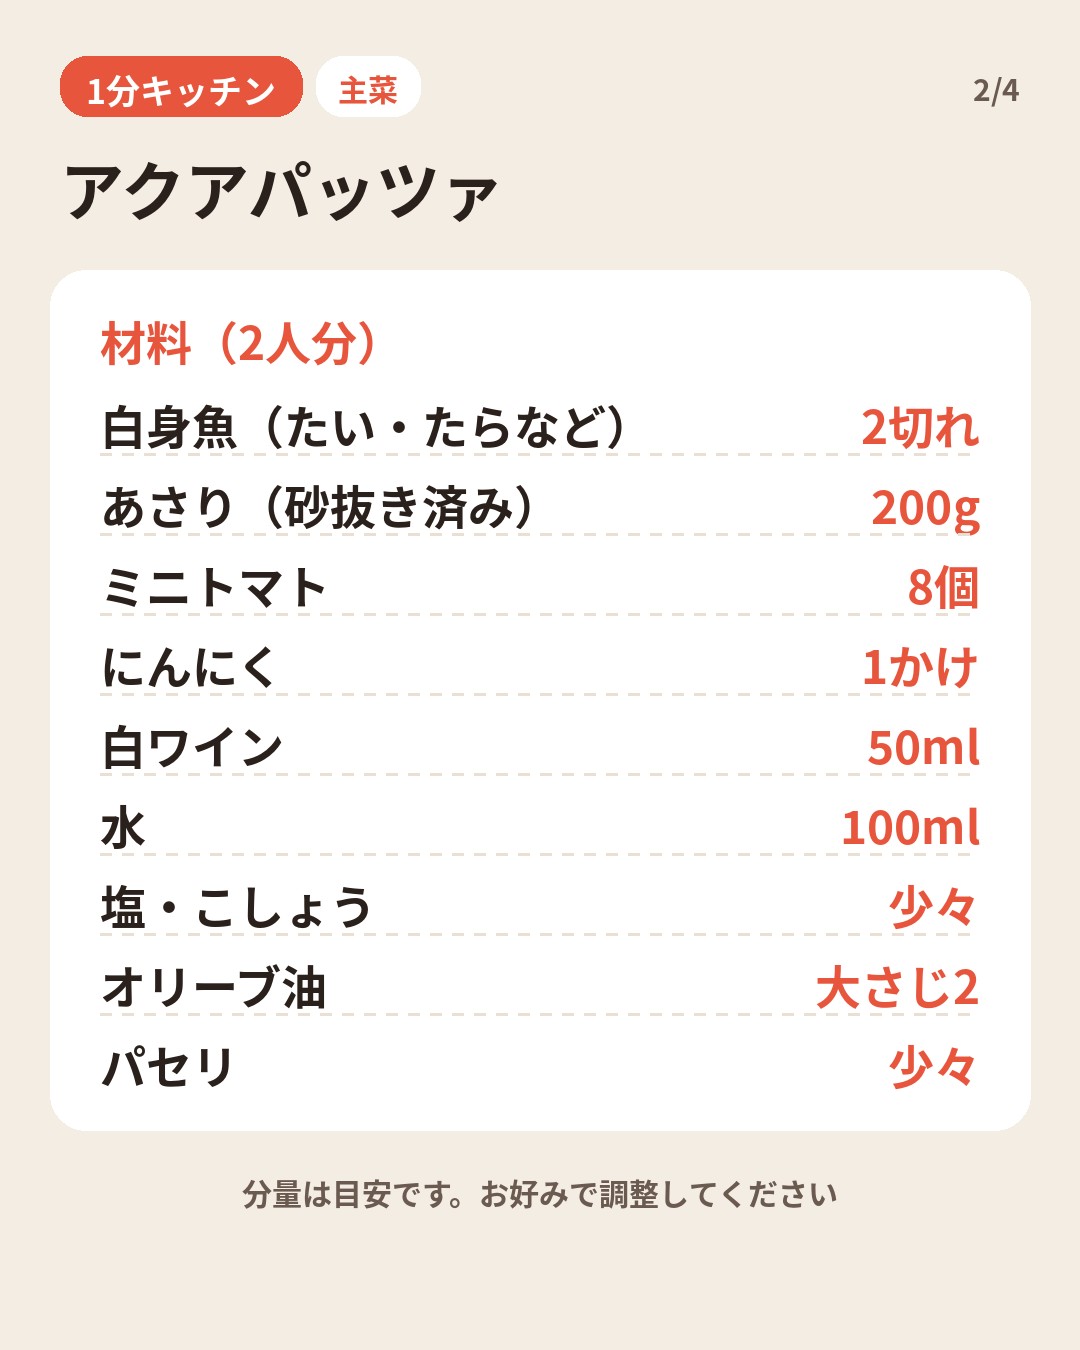 1分キッチン 主菜 2/4
アクアパッツァ
材料（2人分）
白身魚（たい・たらなど） 2切れ
あさり（砂抜き済み） 200g
ミニトマト 8個
にんにく 1かけ
白ワイン 50ml
水 100ml
塩・こしょう 少々
オリーブ油 大さじ2
パセリ 少々
分量は目安です。お好みで調整してください